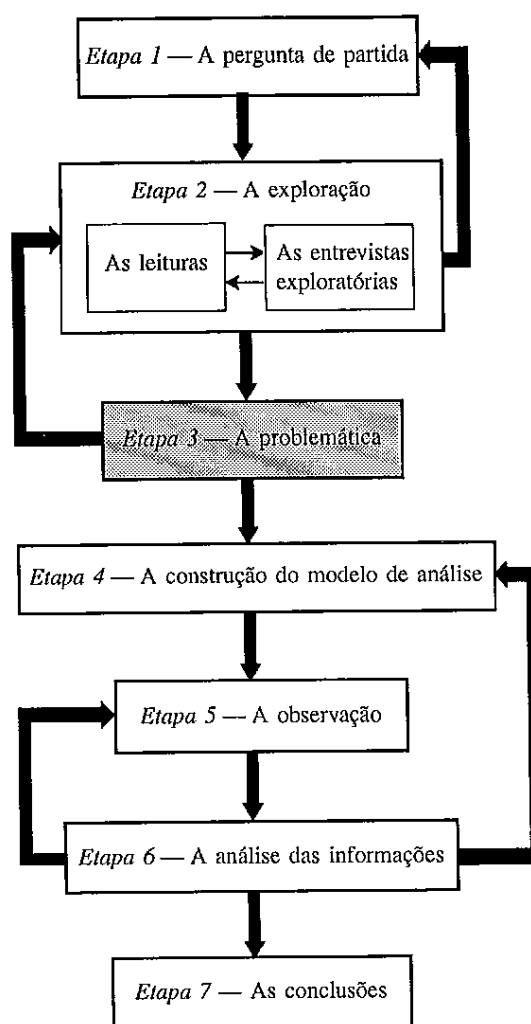 Etapa 1 — A pergunta de partida
Etapa 2 — A exploração
As leituras
As entrevistas
exploratórias
Etapa 3 — A problemática
Etapa 4 — A construção do modelo de análise
Etapa 5 — A observação
Etapa 6 — A análise das informações
Etapa 7 — As conclusões